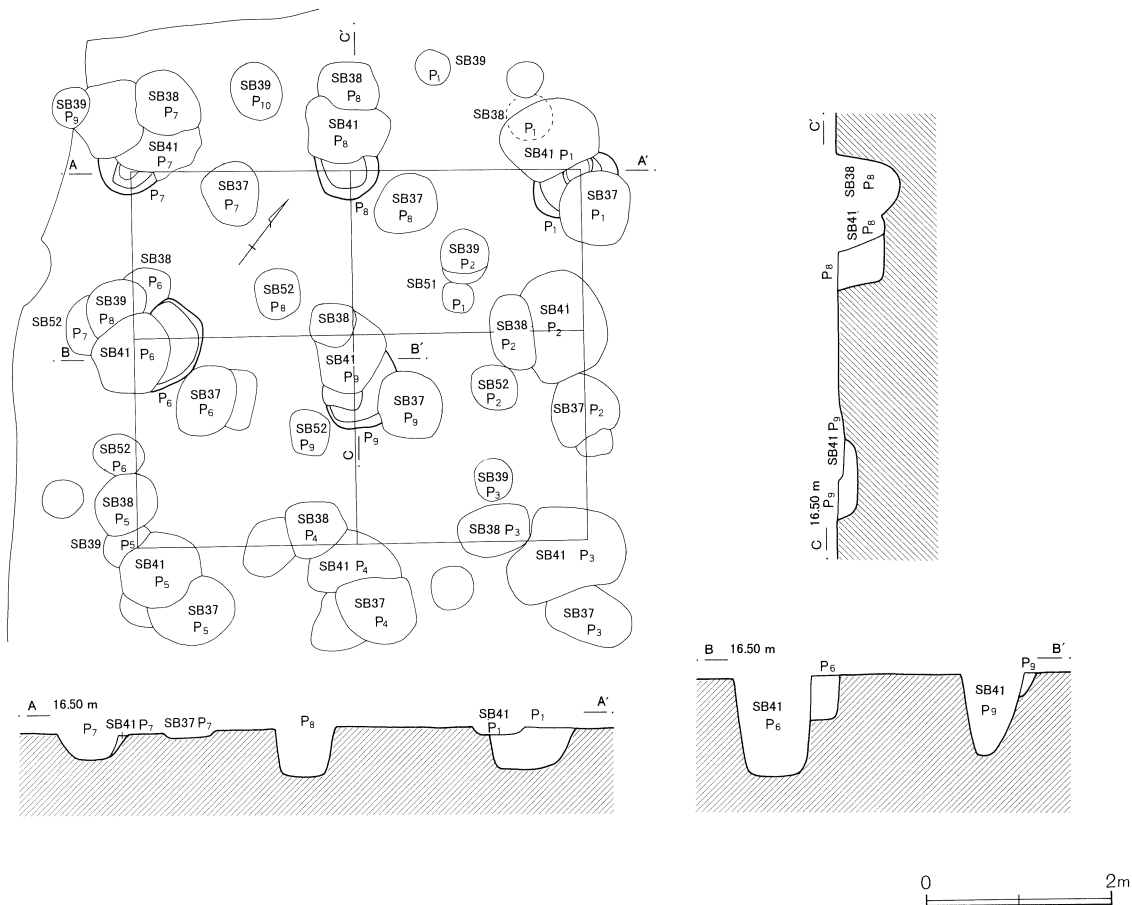 C′
SB39
P1
SB39
P9
SB38
P7
SB39
P10
SB38
P8
SB38
P1
SB41
P7
SB41
P8
SB41 P1
A
A′
P7
SB37
P7
P8
SB37
P8
P1
SB37
P1
SB39
P2
SB51
P1
SB38
P6
SB39
P8
SB52
P7
SB52
P8
SB38
SB38
P2
SB41
P2
SB41 P6
B
SB41
P9
B′
P6
SB37
P6
SB52
P9
P9
SB37
P9
SB52
P2
SB37 P2
C
SB52
P6
SB38
P5
SB39 P5
SB39
P3
SB38
P4
SB38 P3
SB41
P5
SB41 P4
SB41 P3
SB37
P5
SB37
P4
SB37
P3
C′
SB38
P8
SB41
P8
P8
SB41 P9
P9
C 16.50 m
A 16.50 m
P7
SB41 P7
SB37 P7
P8
SB41
P1
P1
A′
B 16.50 m
P6
SB41
P6
SB41
P9
P9
B′
0 2m